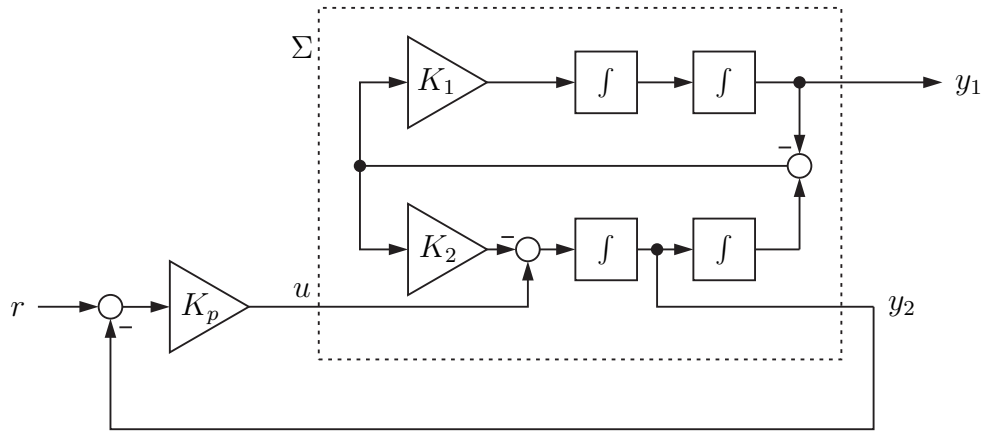 Σ
K₁
∫
∫
y₁
-
K₂
-
∫
∫
r
-
Kₚ
u
y₂